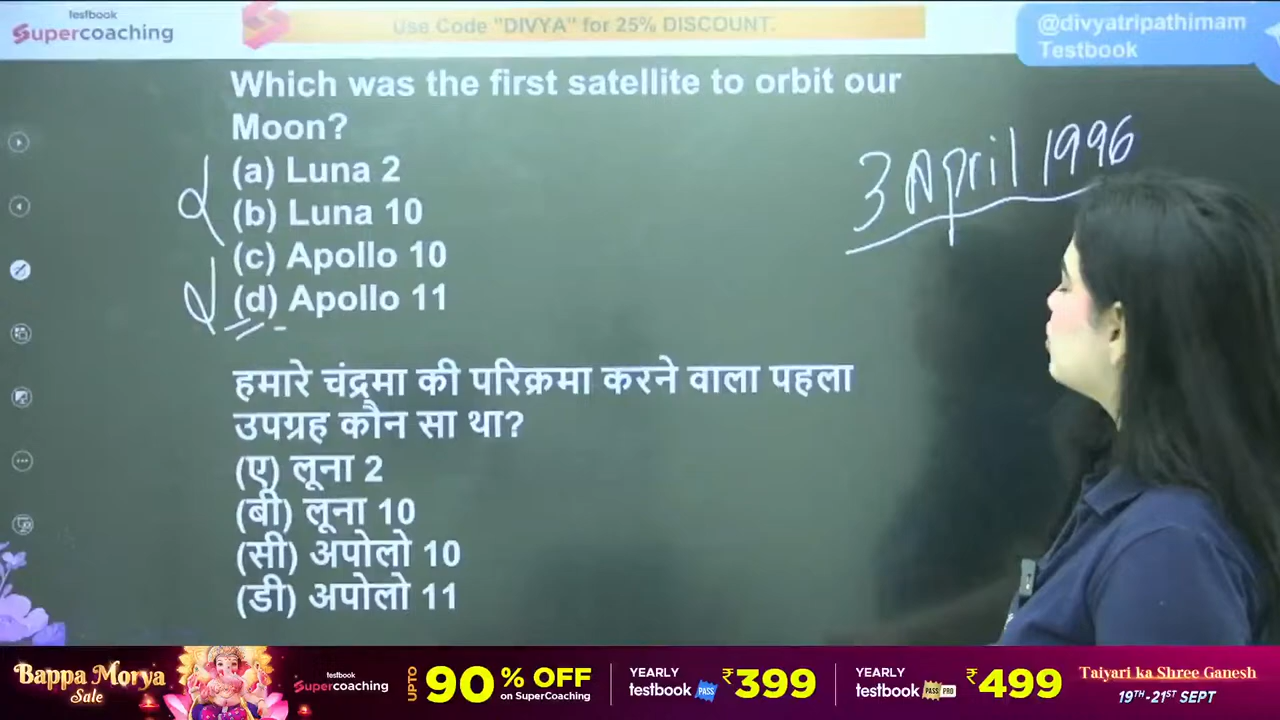 testbook
Supercoaching
Use Code "DIVYA" for 25% DISCOUNT.
@divyatripathimam
Testbook
Which was the first satellite to orbit our
Moon?
(a) Luna 2
(b) Luna 10
(c) Apollo 10
(d) Apollo 11
3 April 1996
हमारे चंद्रमा की परिक्रमा करने वाला पहला
उपग्रह कौन सा था?
(ए) लूना 2
(बी) लूना 10
(सी) अपोलो 10
(डी) अपोलो 11
Bappa Morya
Sale
testbook
Supercoaching
UPTO 90% OFF
on SuperCoaching
YEARLY
testbook PASS
₹399
YEARLY
testbook PASS PRO
₹499
Taiyari ka Shree Ganesh
19TH-21ST SEPT